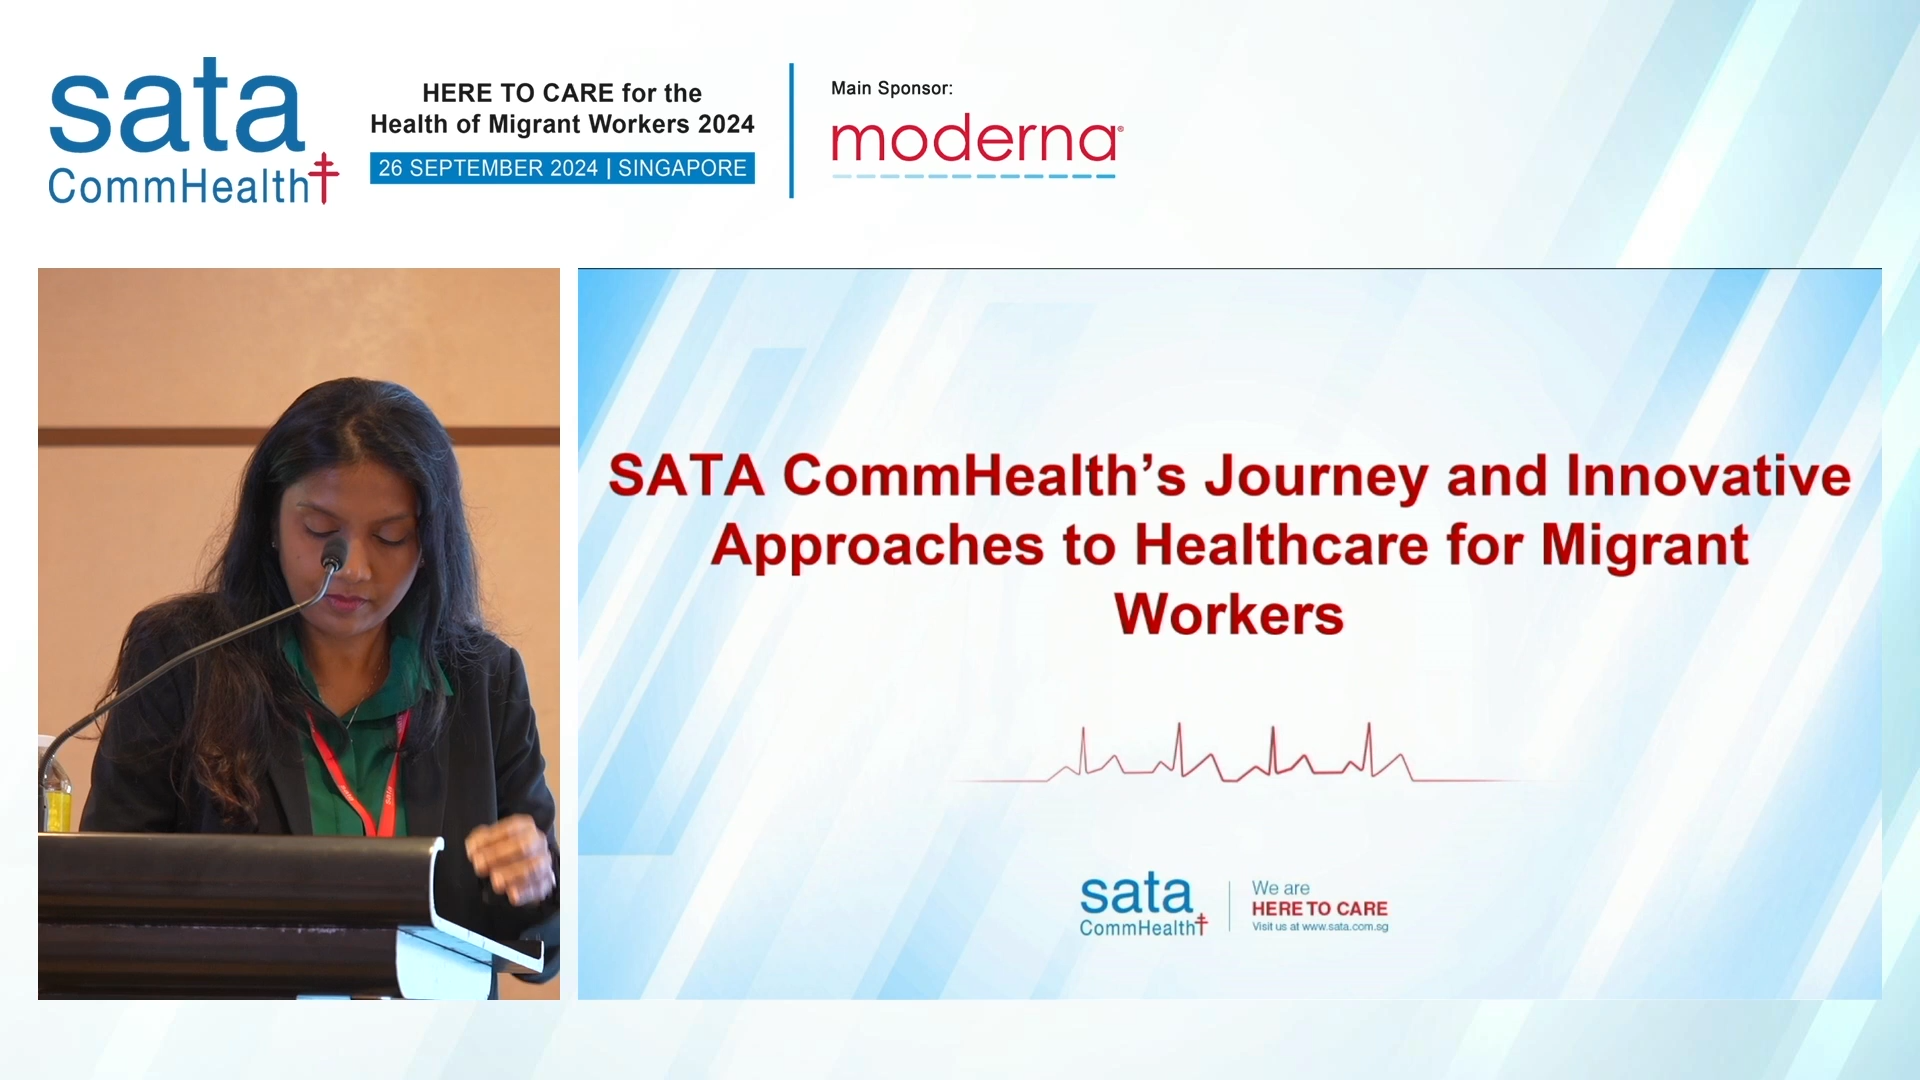 sata
CommHealth
HERE TO CARE for the
Health of Migrant Workers 2024
26 SEPTEMBER 2024 | SINGAPORE
Main Sponsor:
moderna®
SATA CommHealth’s Journey and Innovative
Approaches to Healthcare for Migrant
Workers
sata
CommHealth
We are
HERE TO CARE
Visit us at www.sata.com.sg
sata